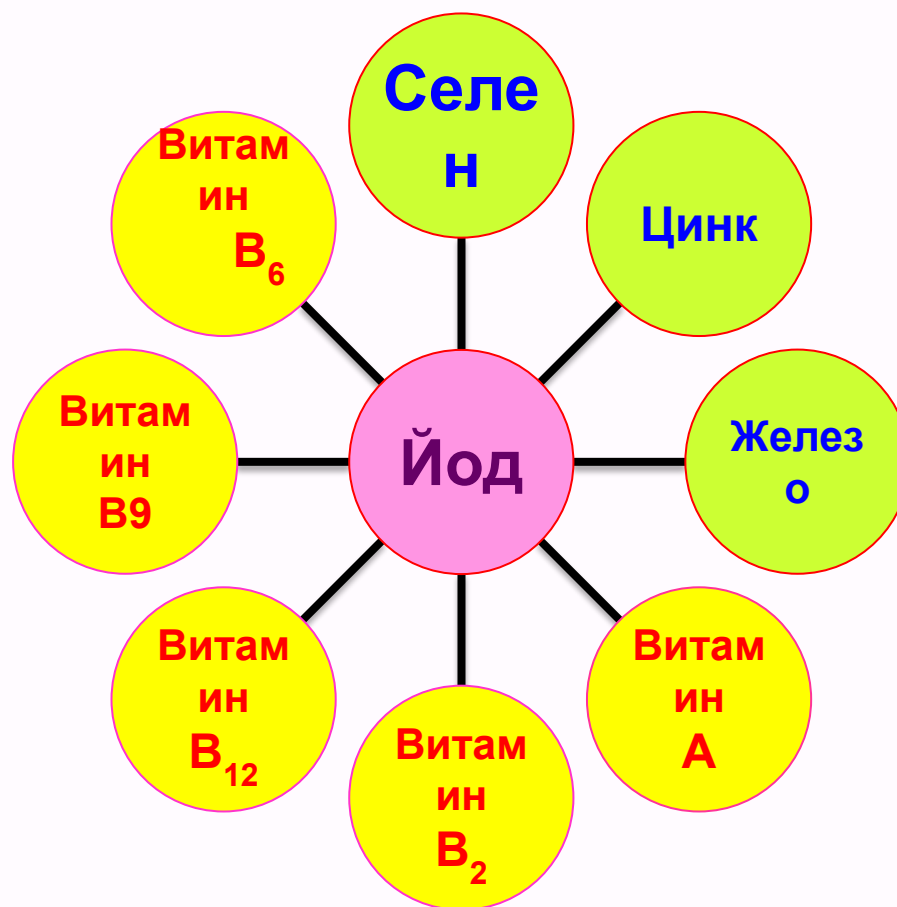 Селе
н
Цинк
Желез
о
Витам
ин
А
Витам
ин
В₂
Витам
ин
В₁₂
Витам
ин
В9
Витам
ин
В₆
Йод